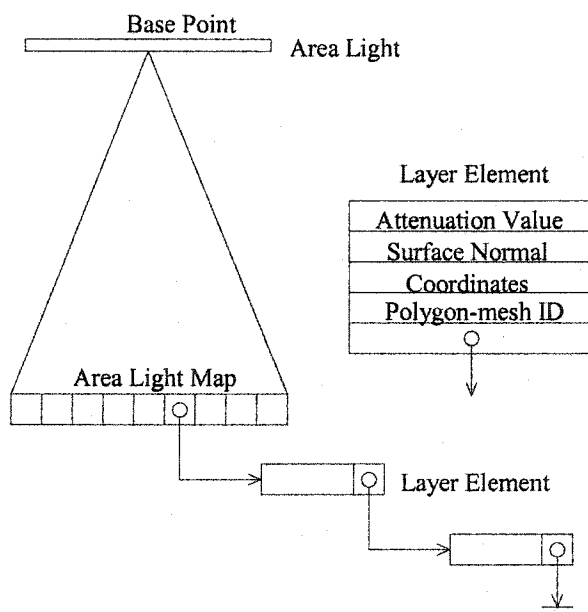 Base Point
Area Light
Layer Element
Attenuation Value
Surface Normal
Coordinates
Polygon-mesh ID
Area Light Map
Layer Element